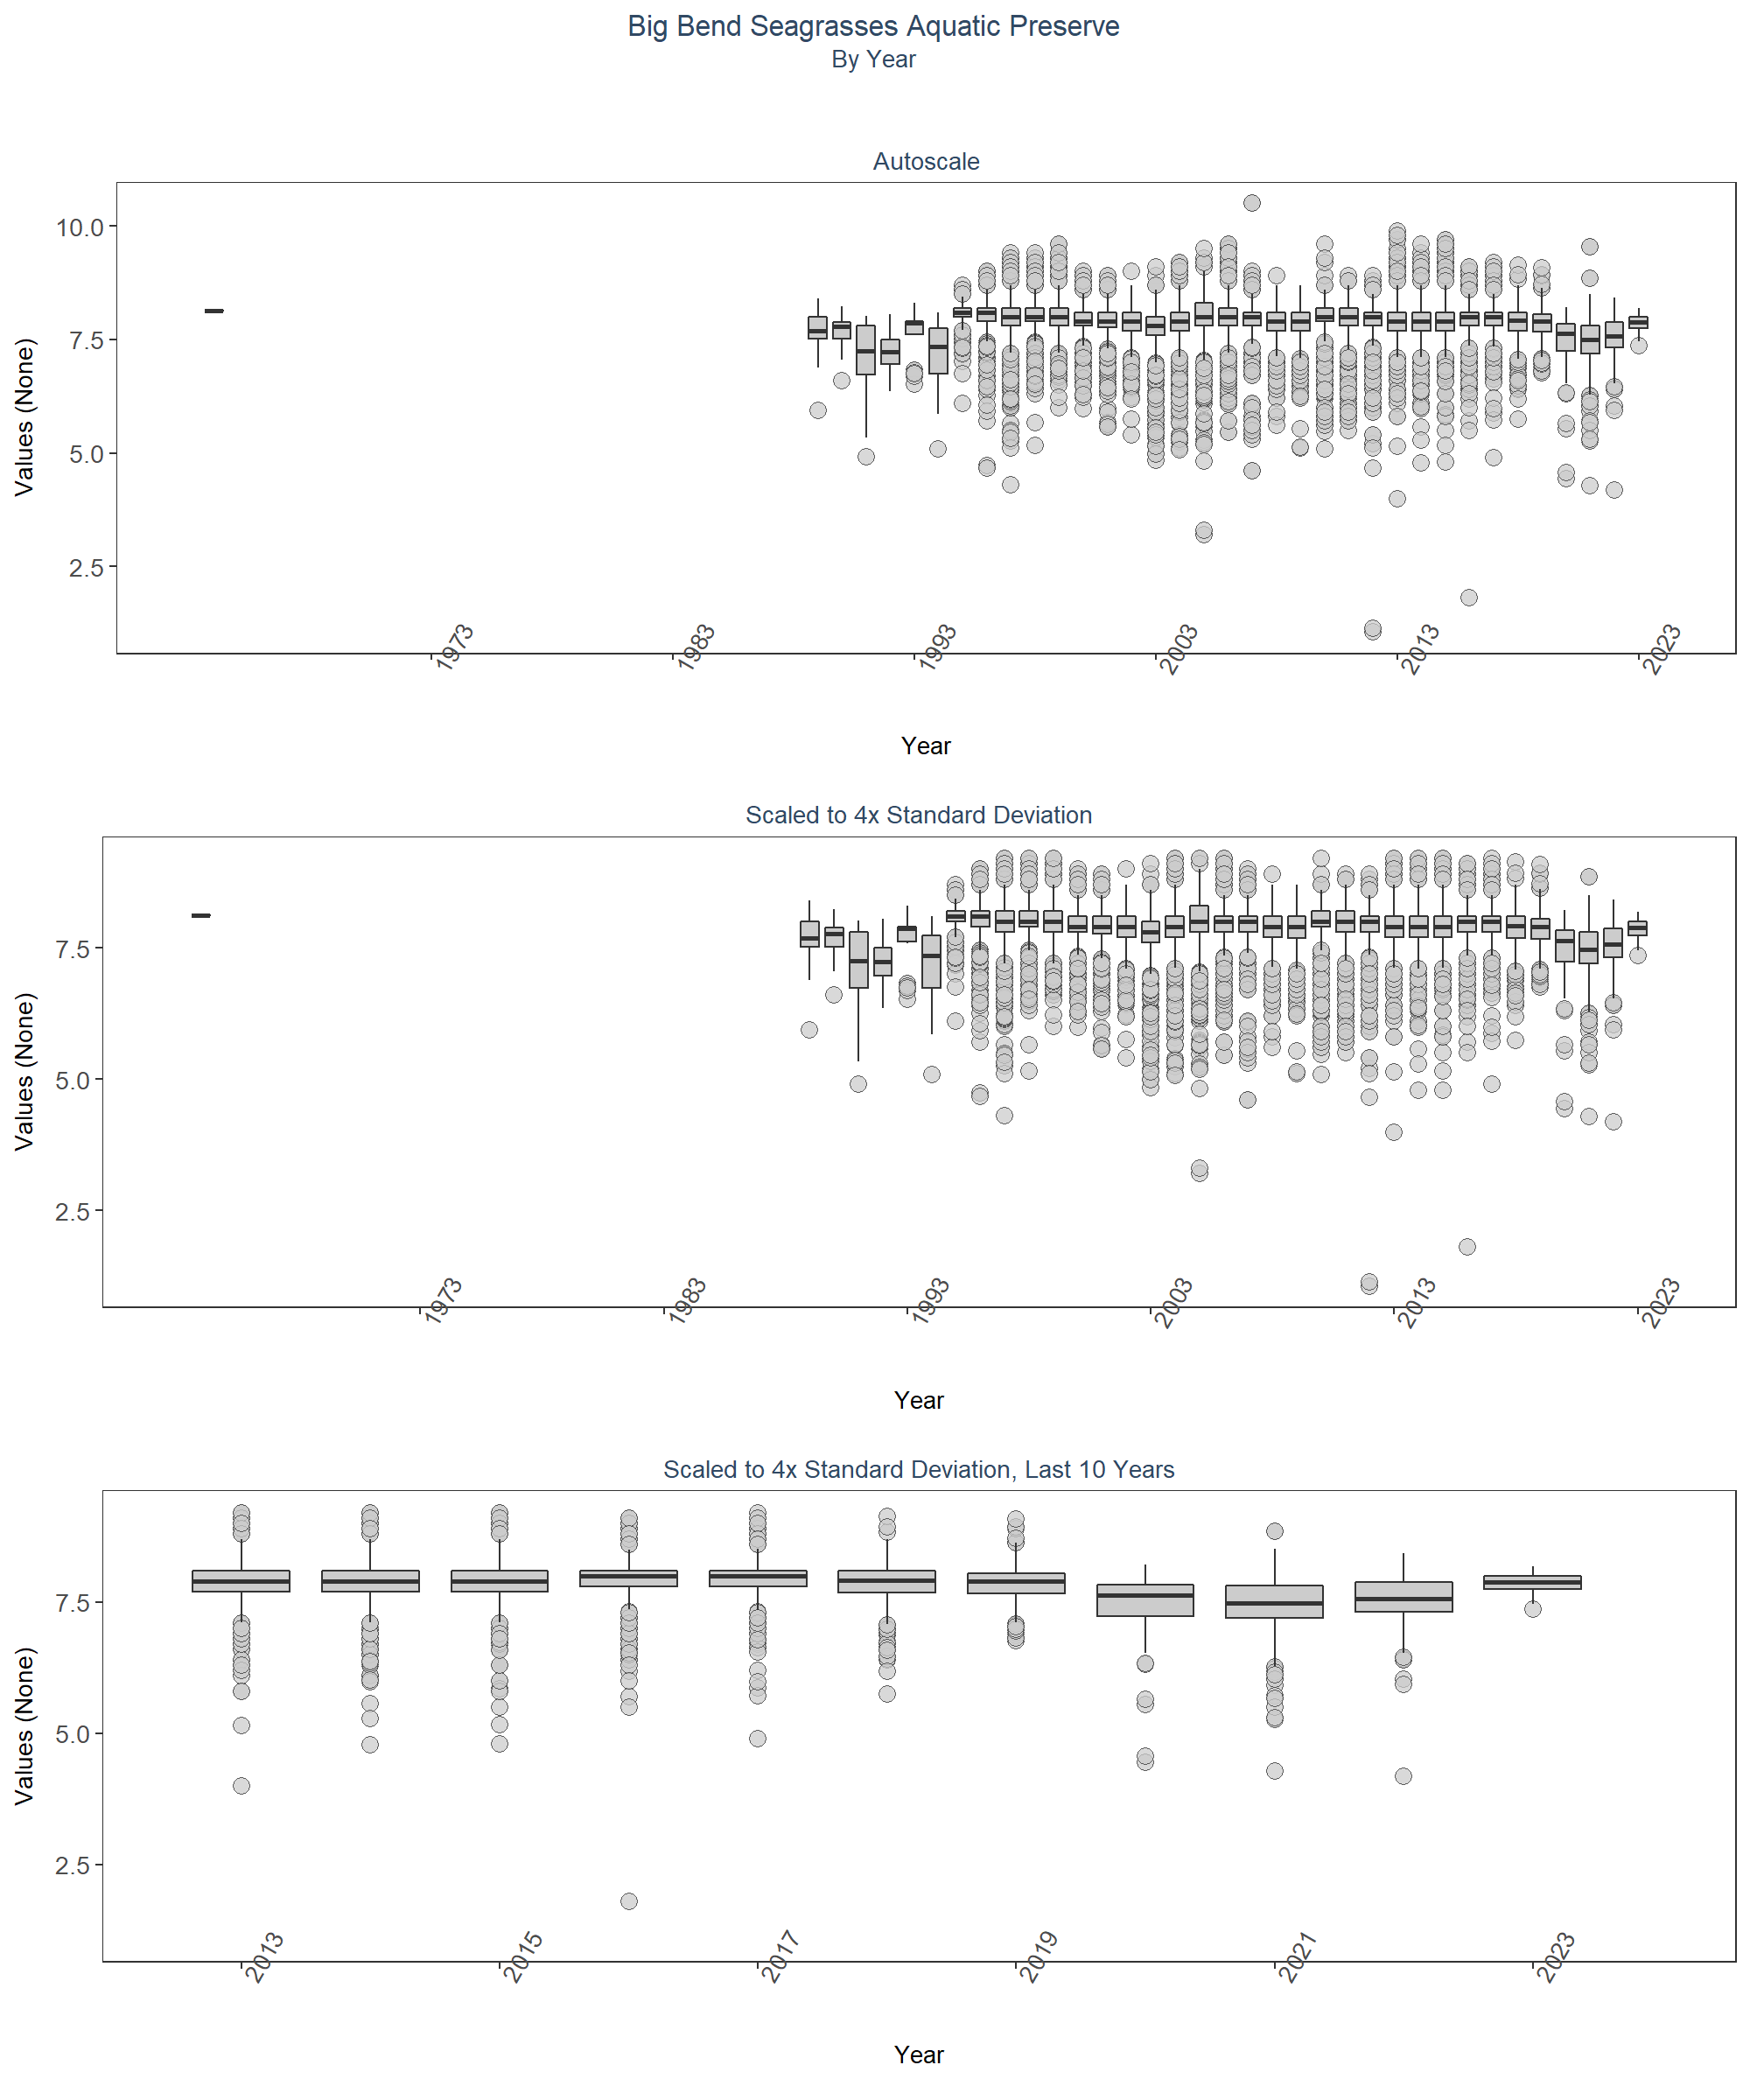 Big Bend Seagrasses Aquatic Preserve
By Year
Autoscale
Values (None)
10.0
7.5
5.0
2.5
1973 1983 1993 2003 2013 2023
Year
Scaled to 4x Standard Deviation
Values (None)
7.5
5.0
2.5
1973 1983 1993 2003 2013 2023
Year
Scaled to 4x Standard Deviation, Last 10 Years
Values (None)
7.5
5.0
2.5
2013 2015 2017 2019 2021 2023
Year